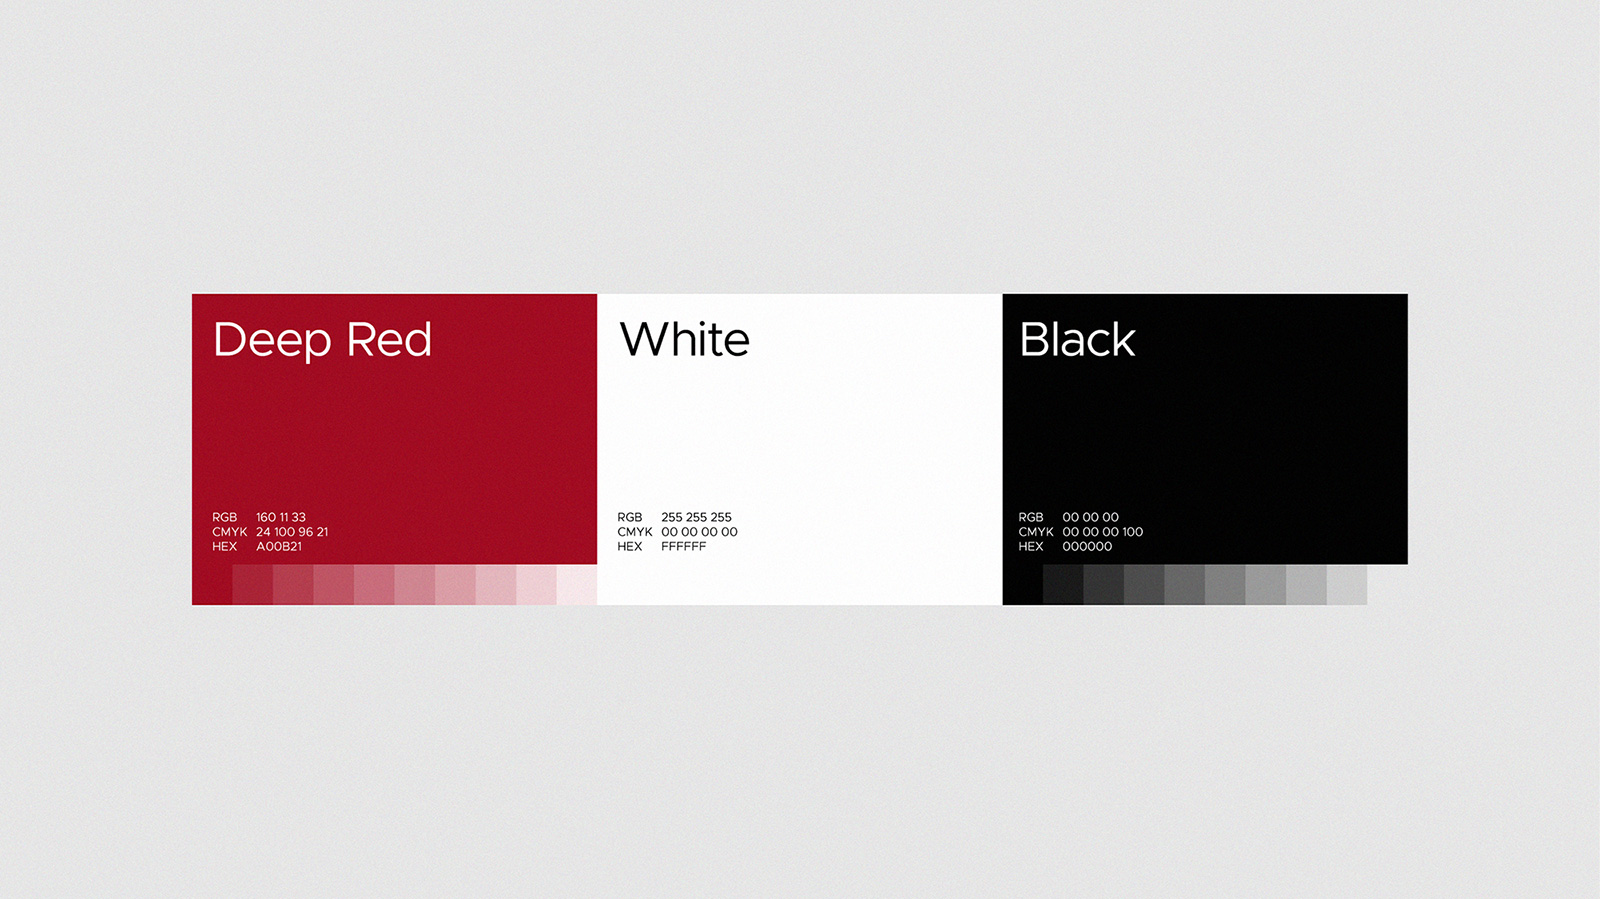 Deep Red
RGB 160 11 33
CMYK 24 100 96 21
HEX A00B21
White
RGB 255 255 255
CMYK 00 00 00 00
HEX FFFFFF
Black
RGB 00 00 00
CMYK 00 00 00 100
HEX 000000